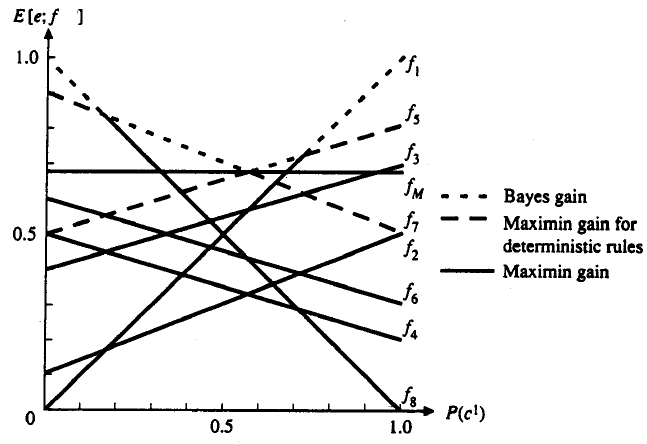 E[e;f ]
1.0
f1
f5
f3
fM
f7
f2
f6
f4
f8
0.5
0
0.5
1.0
P(c¹)
Bayes gain
Maximin gain for
deterministic rules
Maximin gain